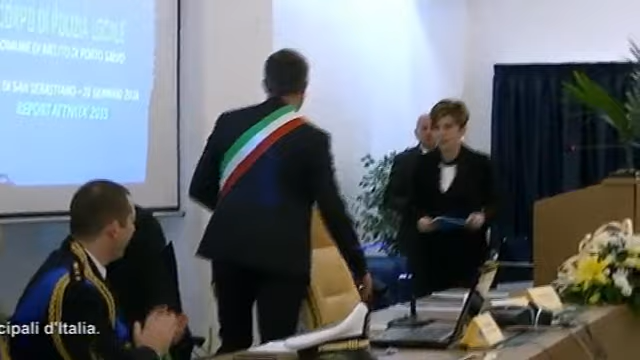 CORPO DI POLIZIA LOCALE
COMUNE DI MELITO DI PORTO SALVO
DI SAN SEBASTIANO - 20 GENNAIO 2016
REPORT ATTIVITA' 2015
cipali d'Italia.